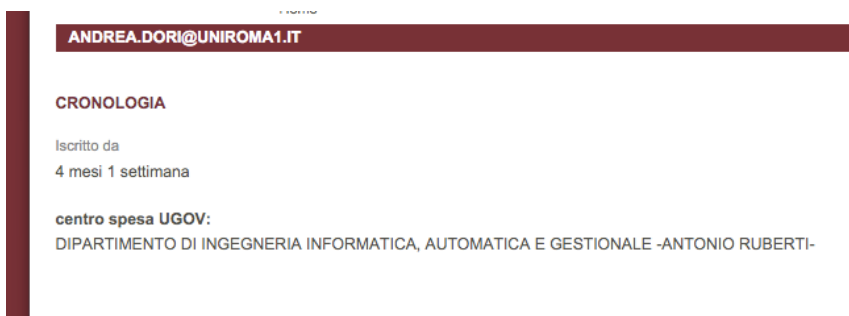 ANDREA.DORI@UNIROMA1.IT
CRONOLOGIA
Iscritto da
4 mesi 1 settimana
centro spesa UGOV:
DIPARTIMENTO DI INGEGNERIA INFORMATICA, AUTOMATICA E GESTIONALE -ANTONIO RUBERTI-